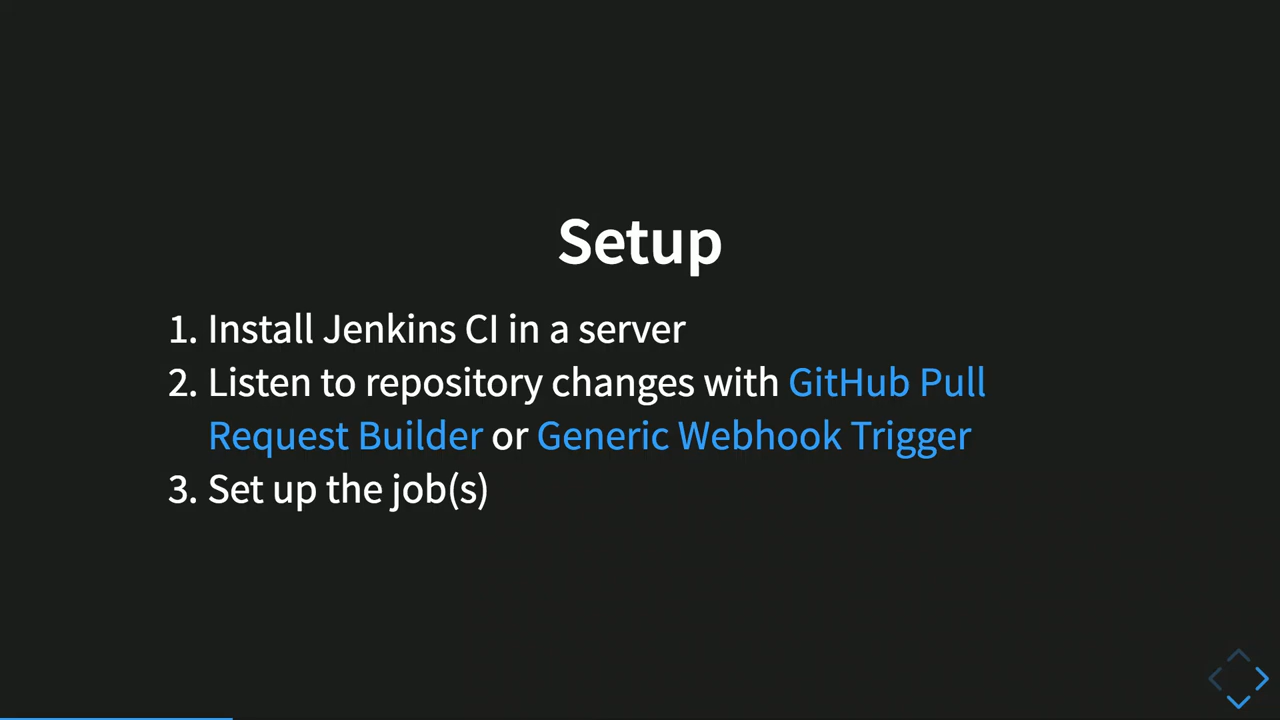 Setup
1. Install Jenkins CI in a server
2. Listen to repository changes with GitHub Pull
Request Builder or Generic Webhook Trigger
3. Set up the job(s)